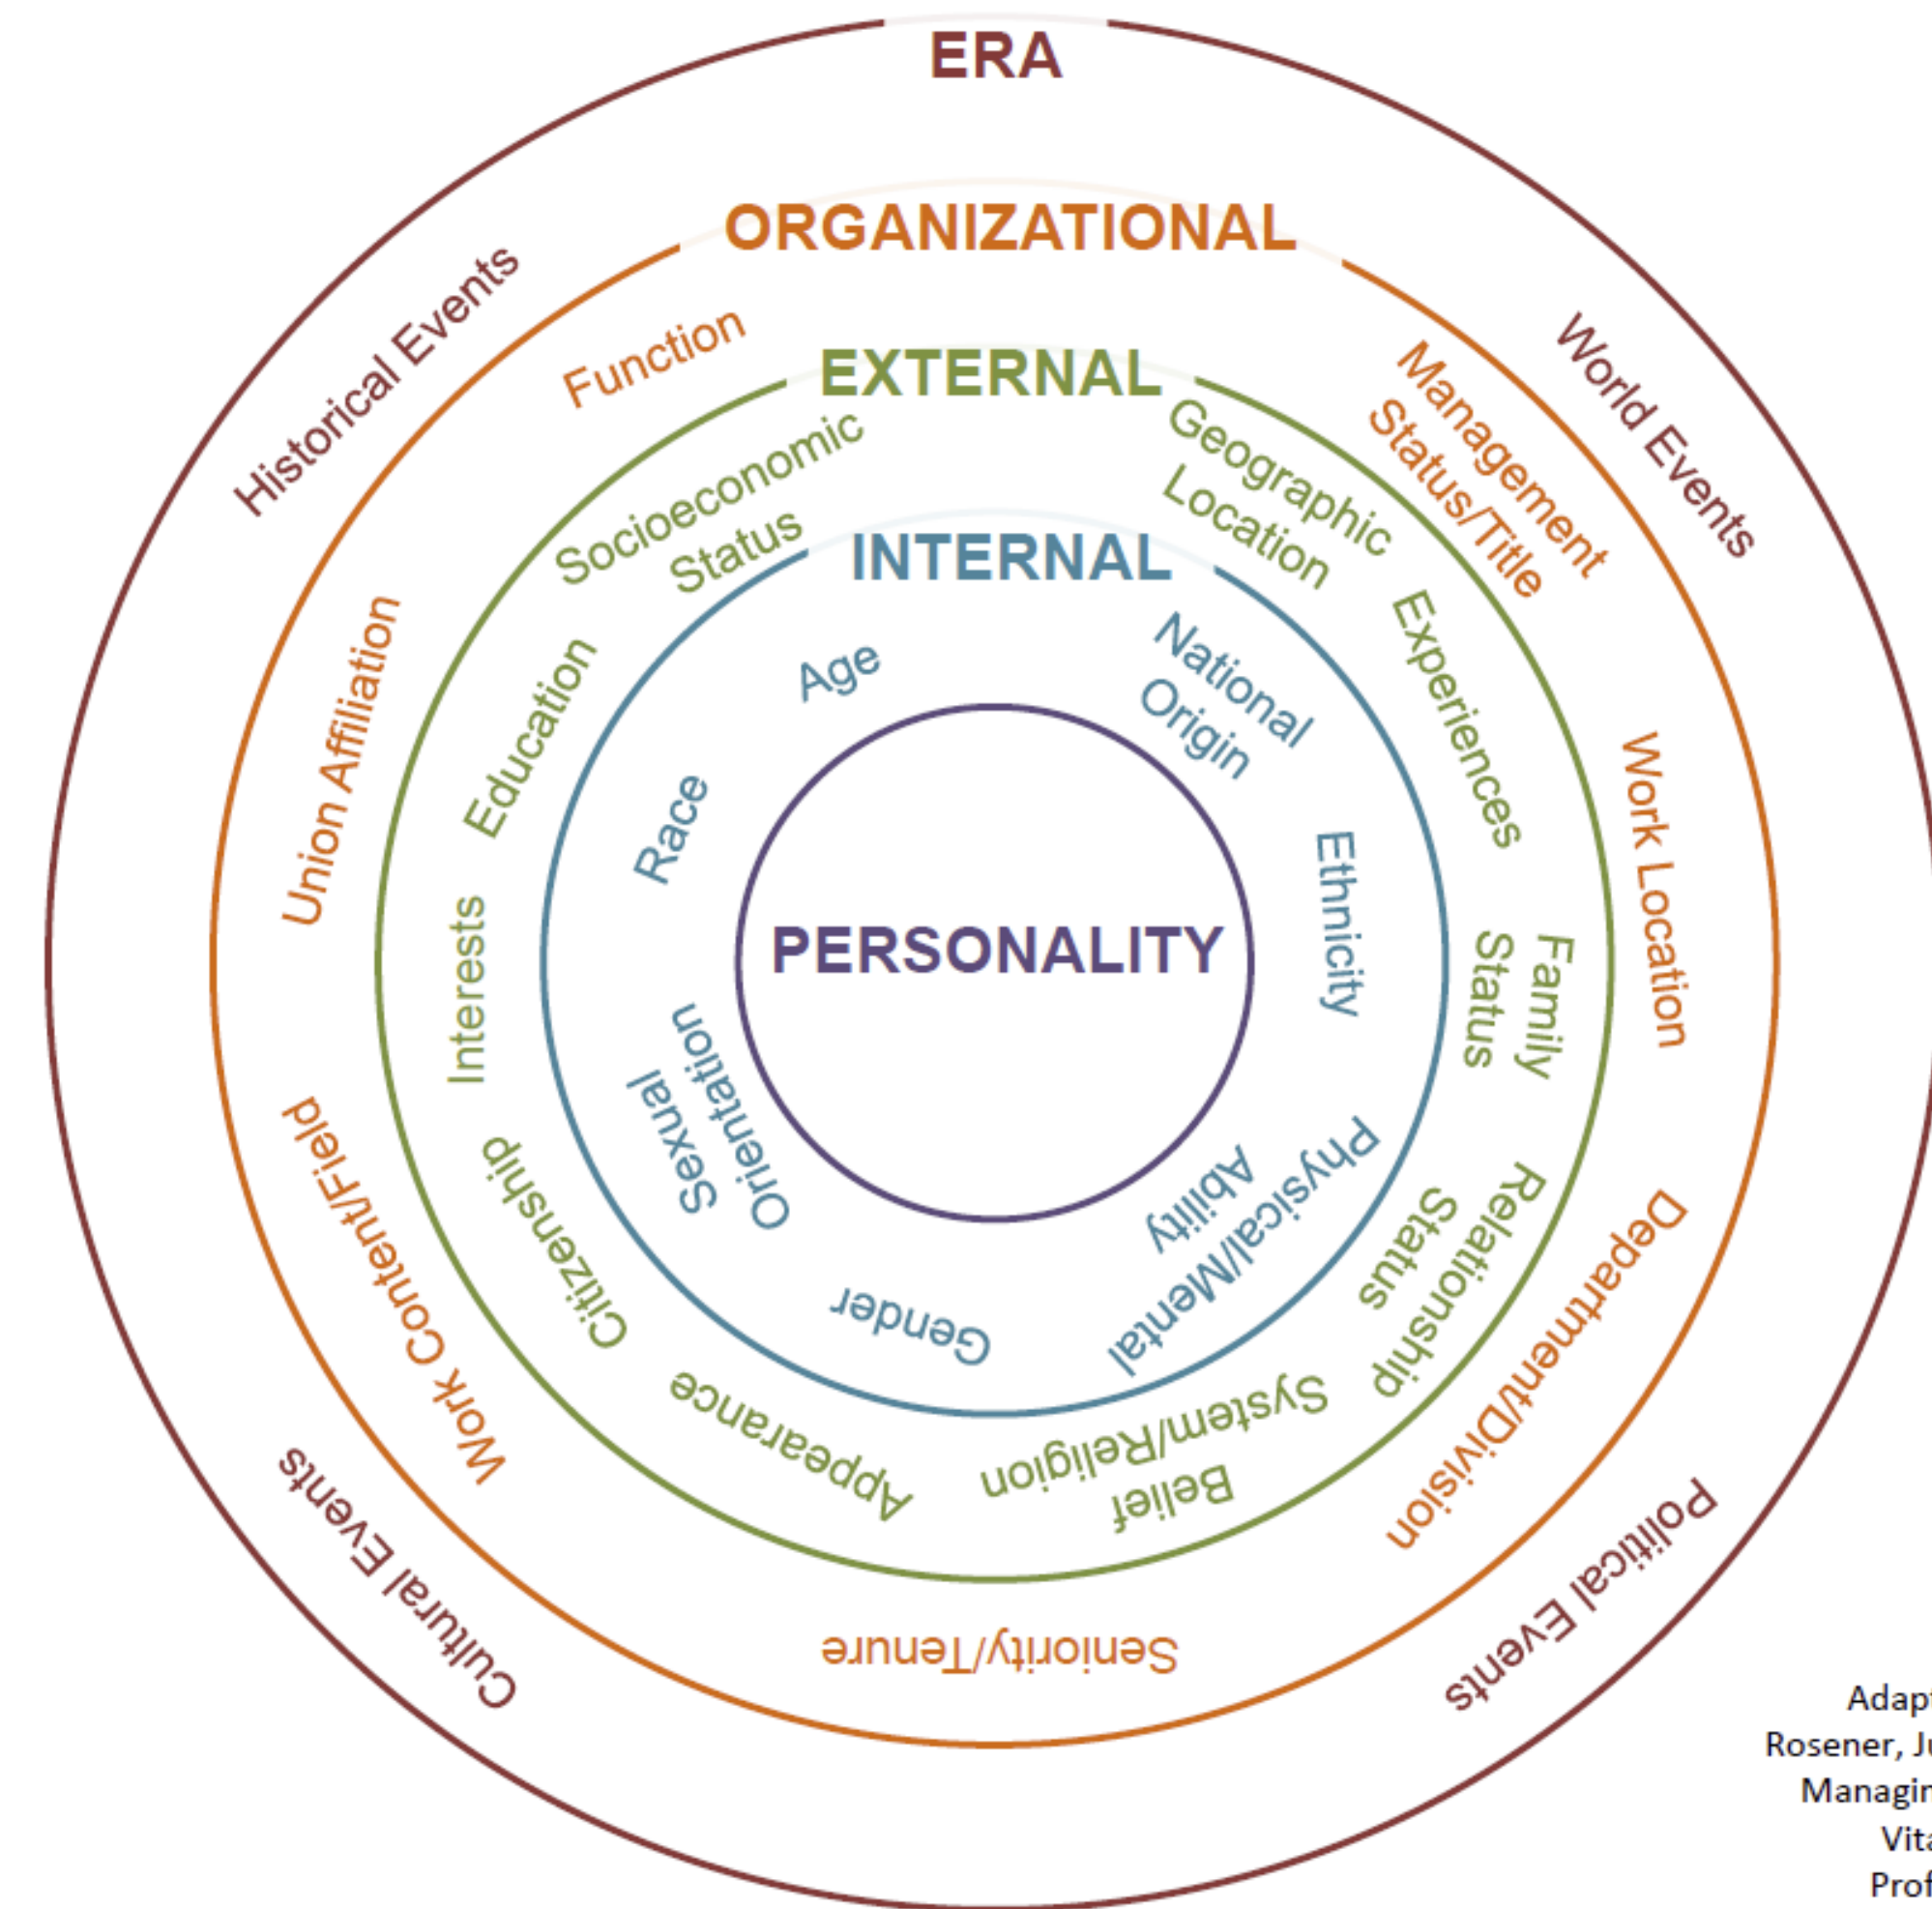 ERA
Historical Events
World Events
Political Events
Cultural Events
ORGANIZATIONAL
Function
Management
Status/Title
Work Location
Department/Division
Seniority/Tenure
Work Content/Field
Union Affiliation
EXTERNAL
Socioeconomic
Status
Geographic
Location
Experiences
Family
Status
Relationship
Status
Belief
System/Religion
Appearance
Citizenship
Interests
Education
INTERNAL
Age
National
Origin
Ethnicity
Physical/Mental
Ability
Gender
Sexual
Orientation
Race
PERSONALITY
Rosener,